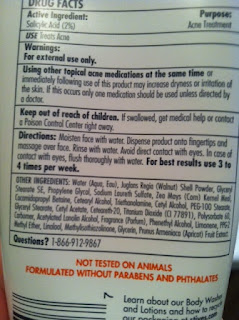 DRUG FACTS
Active Ingredient: Purpose:
Salicylic Acid (2%) Acne Treatment
USE Treats Acne
Warnings:
For external use only.
Using other topical acne medications at the same time or
immediately following use of this product may increase dryness or irritation of
the skin. If this occurs only one medication should be used unless directed by
a doctor.
Keep out of reach of children. If swallowed, get medical help or contact
a Poison Control Center right away.
Directions: Moisten face with water. Dispense product onto fingertips and
massage over face. Rinse with water. Avoid direct contact with eyes. In case of
contact with eyes, flush thoroughly with water. For best results use 3 to
4 times per week.
OTHER INGREDIENTS: Water (Aqua, Eau), Juglans Regia (Walnut) Shell Powder, Glyceryl
Stearate SE, Propylene Glycol, Sodium Laureth Sulfate, Zea Mays (Corn) Kernel Meal,
Cocamidopropyl Betaine, Cetearyl Alcohol, Triethanolamine, Cetyl Alcohol, PEG-100 Stearate,
Glyceryl Stearate, Cetyl Acetate, Ceteareth-20, Titanium Dioxide (CI 77891), Polysorbate 60,
Carbomer, Acetylated Lanolin Alcohol, Fragrance (Parfum), Phenethyl Alcohol, Limonene, PPG-2
Methyl Ether, Linalool, Methylisothiazolinone, Glycerin, Prunus Armeniaca (Apricot) Fruit Extract
Questions? 1-866-912-9867
NOT TESTED ON ANIMALS
FORMULATED WITHOUT PARABENS AND PHTHALATES
7
Learn about our Body Washes
and Lotions and how to recycle
our packaging at